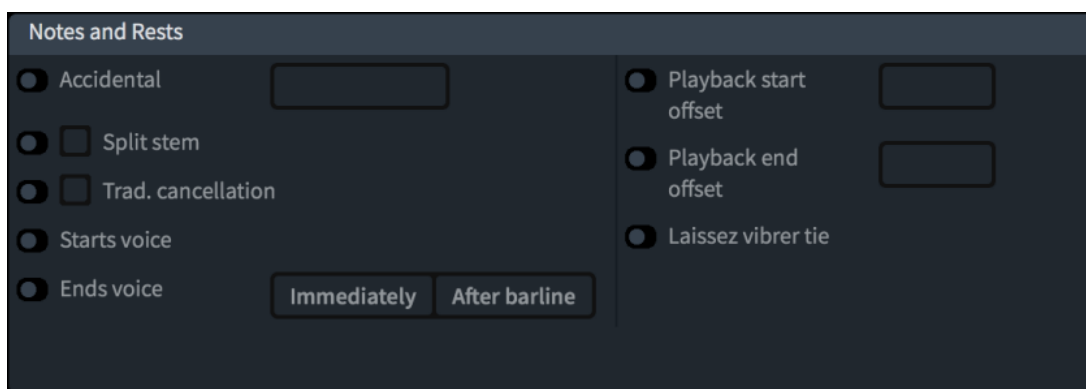 Notes and Rests
Accidental
Split stem
Trad. cancellation
Starts voice
Ends voice
Immediately
After barline
Playback start
offset
Playback end
offset
Laissez vibrer tie